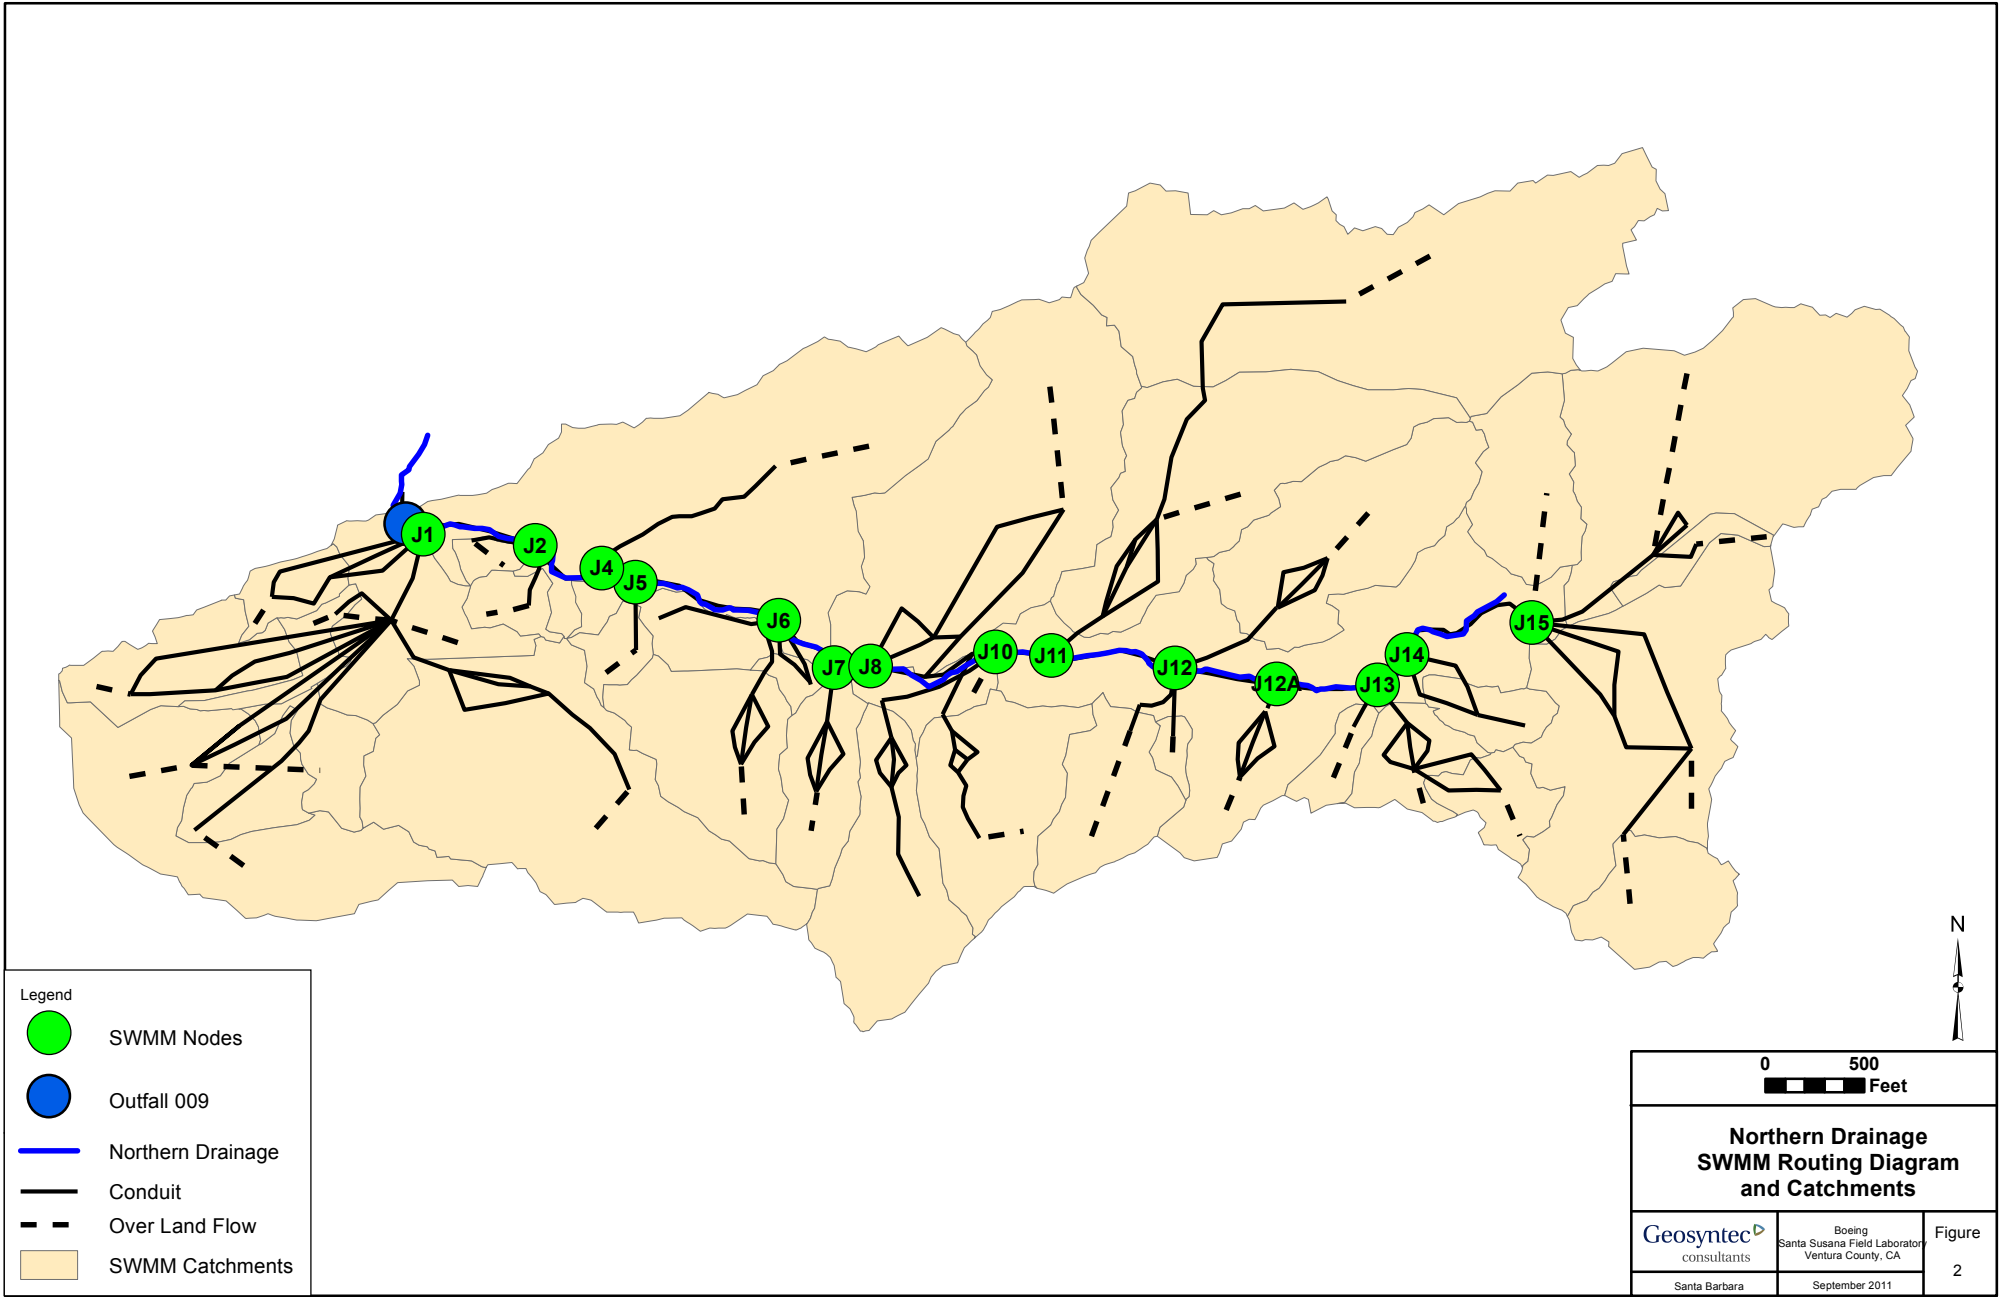 J1
J2
J4
J5
J6
J7
J8
J10
J11
J12
J12A
J13
J14
J15
N
Legend
SWMM Nodes
Outfall 009
Northern Drainage
Conduit
Over Land Flow
SWMM Catchments
0 500
Feet
Northern Drainage
SWMM Routing Diagram
and Catchments
Geosyntec
consultants
Boeing
Santa Susana Field Laboratory
Ventura County, CA
Figure
2
Santa Barbara
September 2011